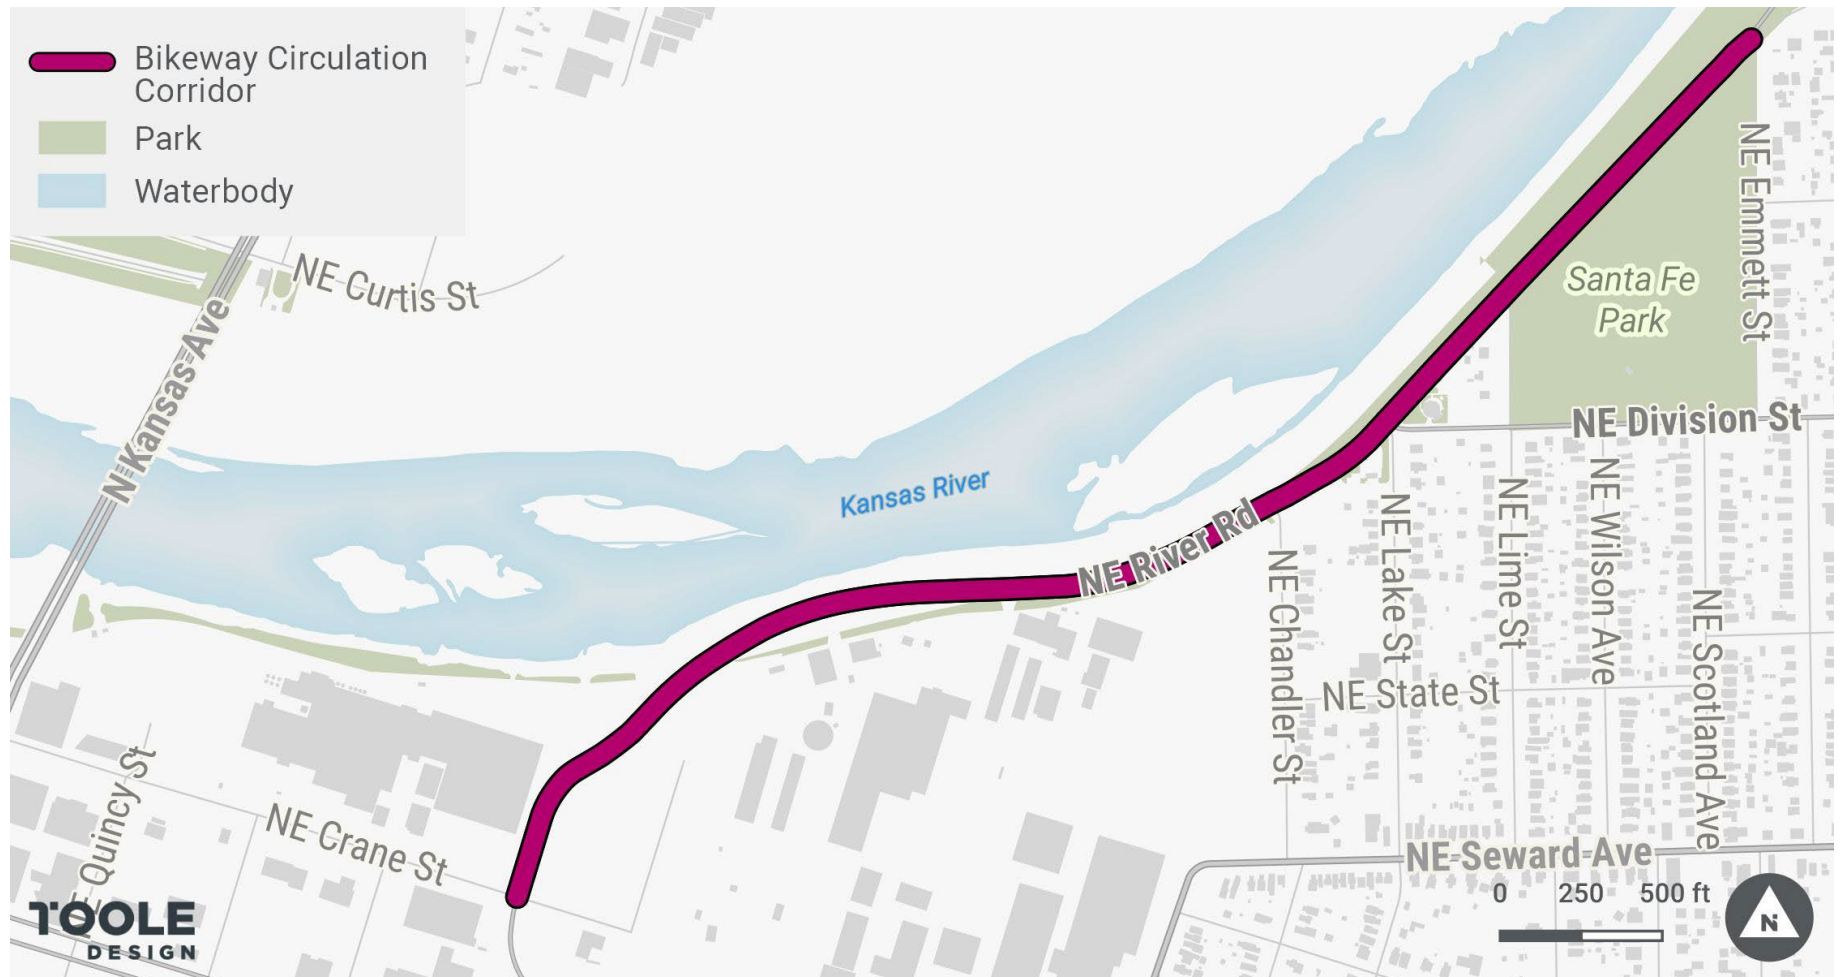 Bikeway Circulation
Corridor
Park
Waterbody
NE Curtis St
N Kansas Ave
NE Emmett St
Santa Fe
Park
NE Division St
Kansas River
NE River Rd
NE Lake St
NE Lime St
NE Wilson Ave
NE Chandler St
NE Scotland Ave
NE State St
Quincy St
NE Crane St
NE Seward Ave
0 250 500 ft
TOOLE
DESIGN
N